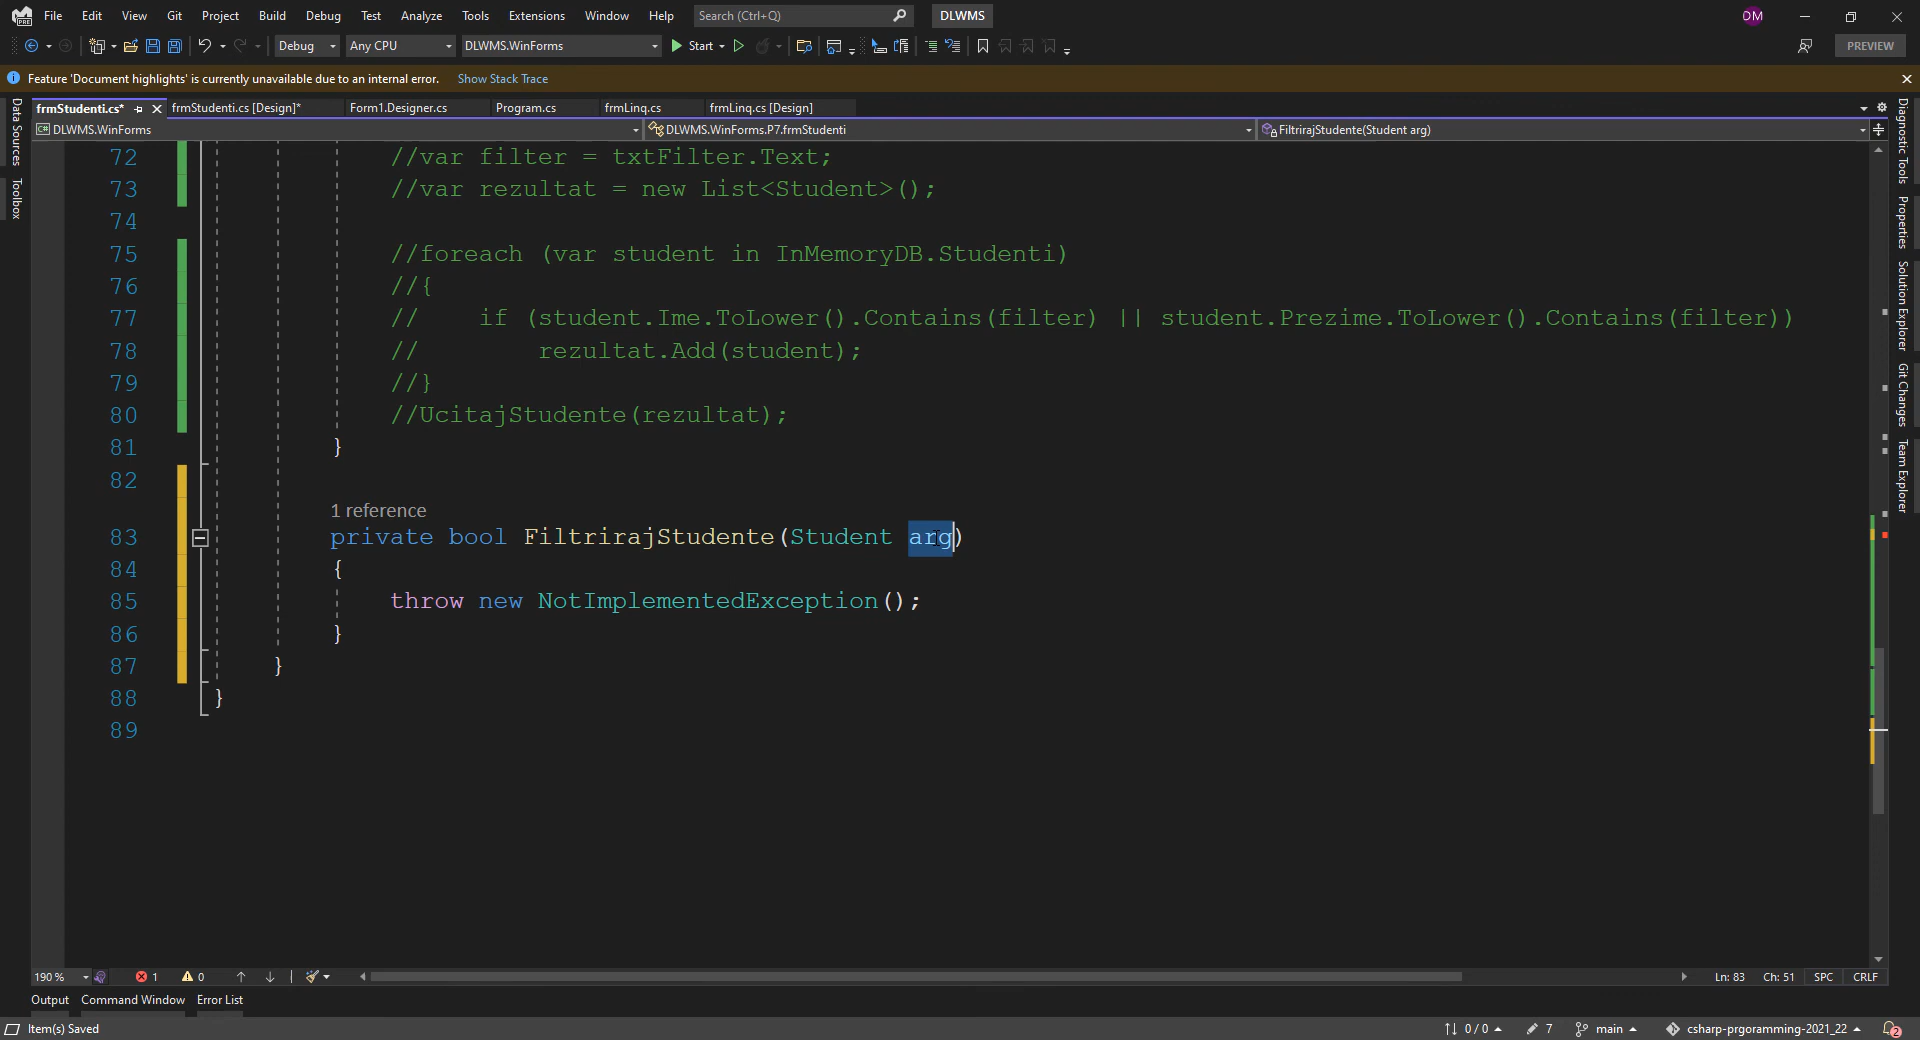 File Edit View Git Project Build Debug Test Analyze Tools Extensions Window Help Search (Ctrl+Q) DLWMS DM
Debug Any CPU DLWMS.WinForms Start PREVIEW
Feature 'Document highlights' is currently unavailable due to an internal error. Show Stack Trace
frmStudenti.cs* frmStudenti.cs [Design]* Form1.Designer.cs Program.cs frmLinq.cs frmLinq.cs [Design]
DLWMS.WinForms DLWMS.WinForms.P7.frmStudenti FiltrirajStudente(Student arg)
Data Sources
Toolbox
72 //var filter = txtFilter.Text;
73 //var rezultat = new List<Student>();
74
75 //foreach (var student in InMemoryDB.Studenti)
76 //{
77 //    if (student.Ime.ToLower().Contains(filter) || student.Prezime.ToLower().Contains(filter))
78 //        rezultat.Add(student);
79 //}
80 //UcitajStudente(rezultat);
81 }
82
1 reference
83 private bool FiltrirajStudente(Student arg)
84 {
85 throw new NotImplementedException();
86 }
87 }
88 }
89
Diagnostic Tools
Properties
Solution Explorer
Git Changes
Team Explorer
190 % 1 0 Ln: 83 Ch: 51 SPC CRLF
Output Command Window Error List
Item(s) Saved 0 / 0 7 main csharp-prgoramming-2021_22 2